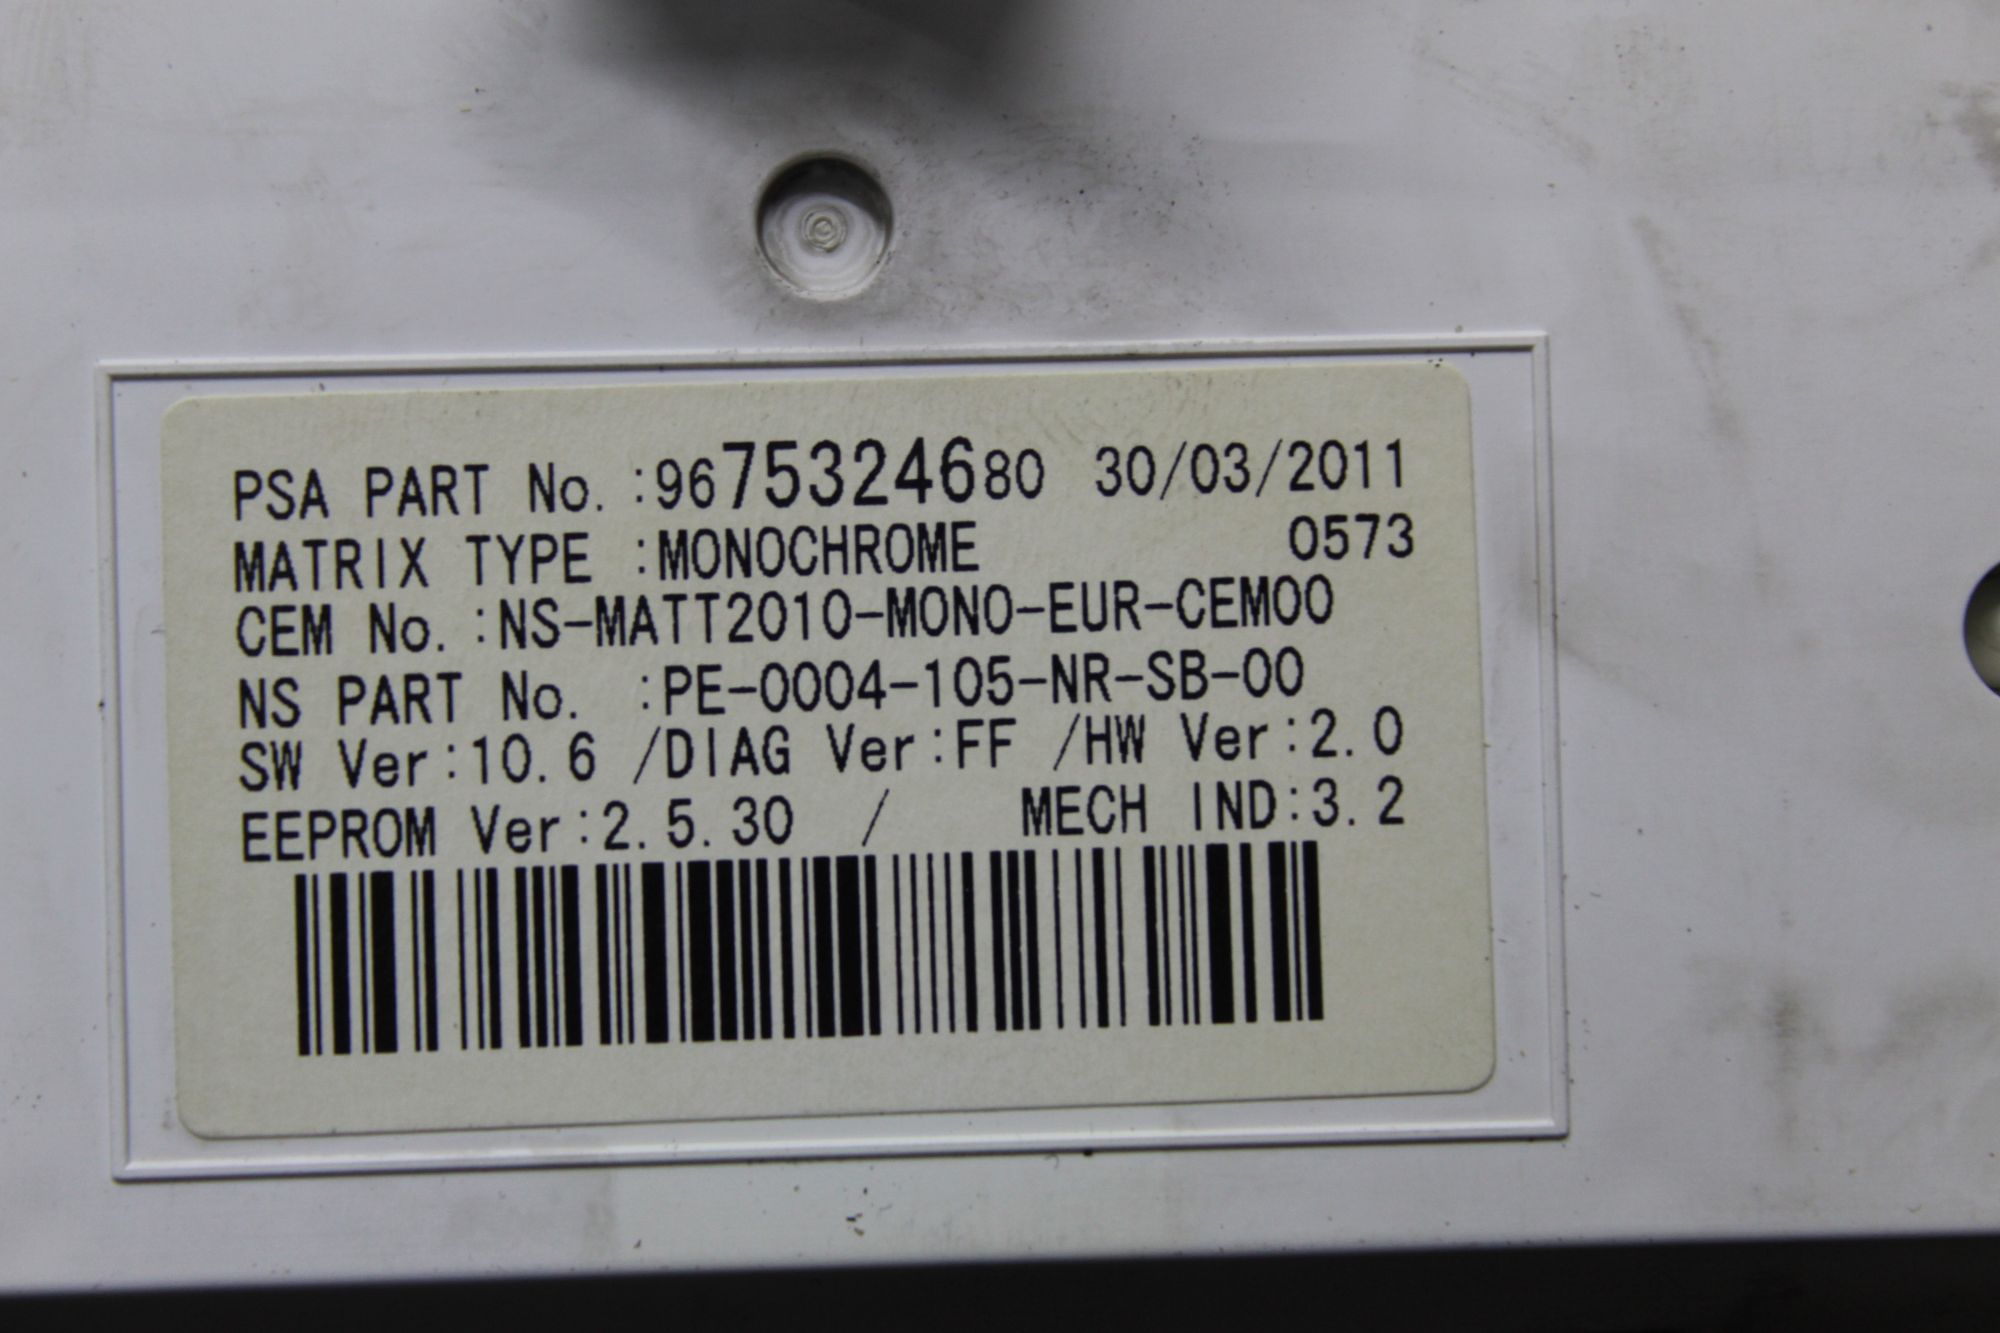 PSA PART No. :9675324680 30/03/2011
MATRIX TYPE :MONOCHROME 0573
CEM No. :NS-MATT2010-MONO-EUR-CEM00
NS PART No. :PE-0004-105-NR-SB-00
SW Ver:10.6 /DIAG Ver:FF /HW Ver:2.0
EEPROM Ver:2.5.30 / MECH IND:3.2